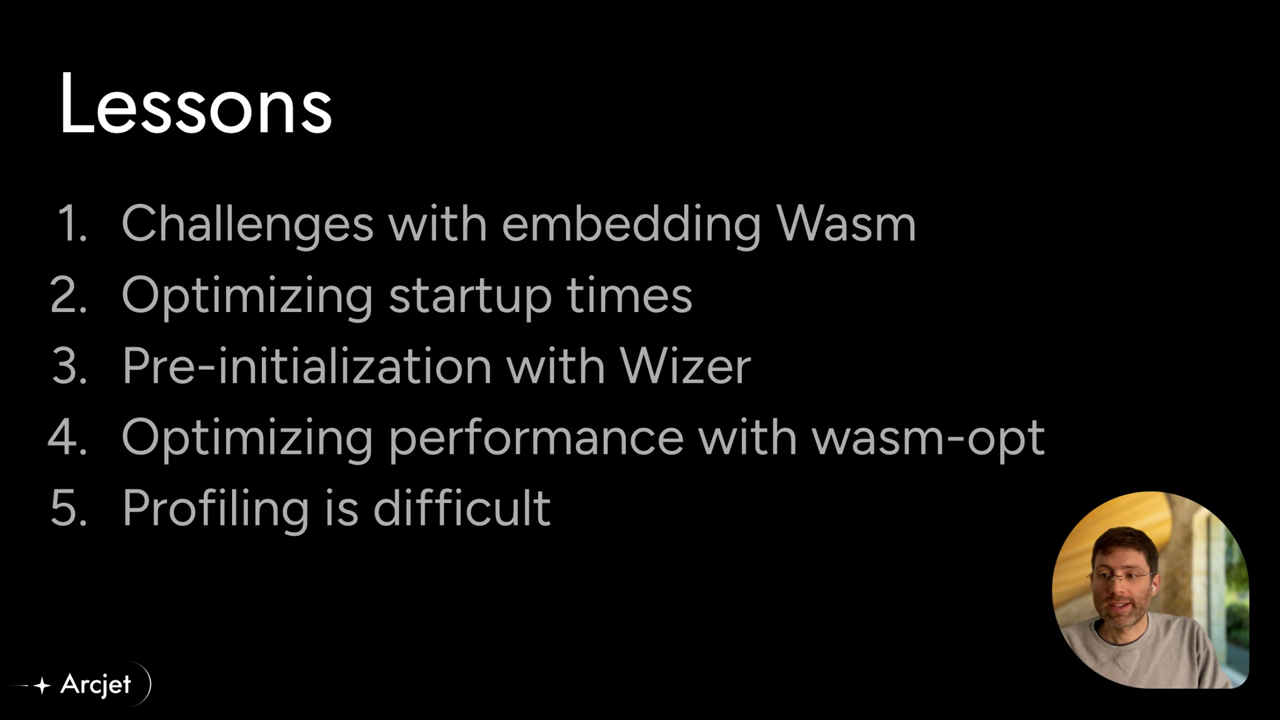 Lessons
1. Challenges with embedding Wasm
2. Optimizing startup times
3. Pre-initialization with Wizer
4. Optimizing performance with wasm-opt
5. Profiling is difficult
Arcjet